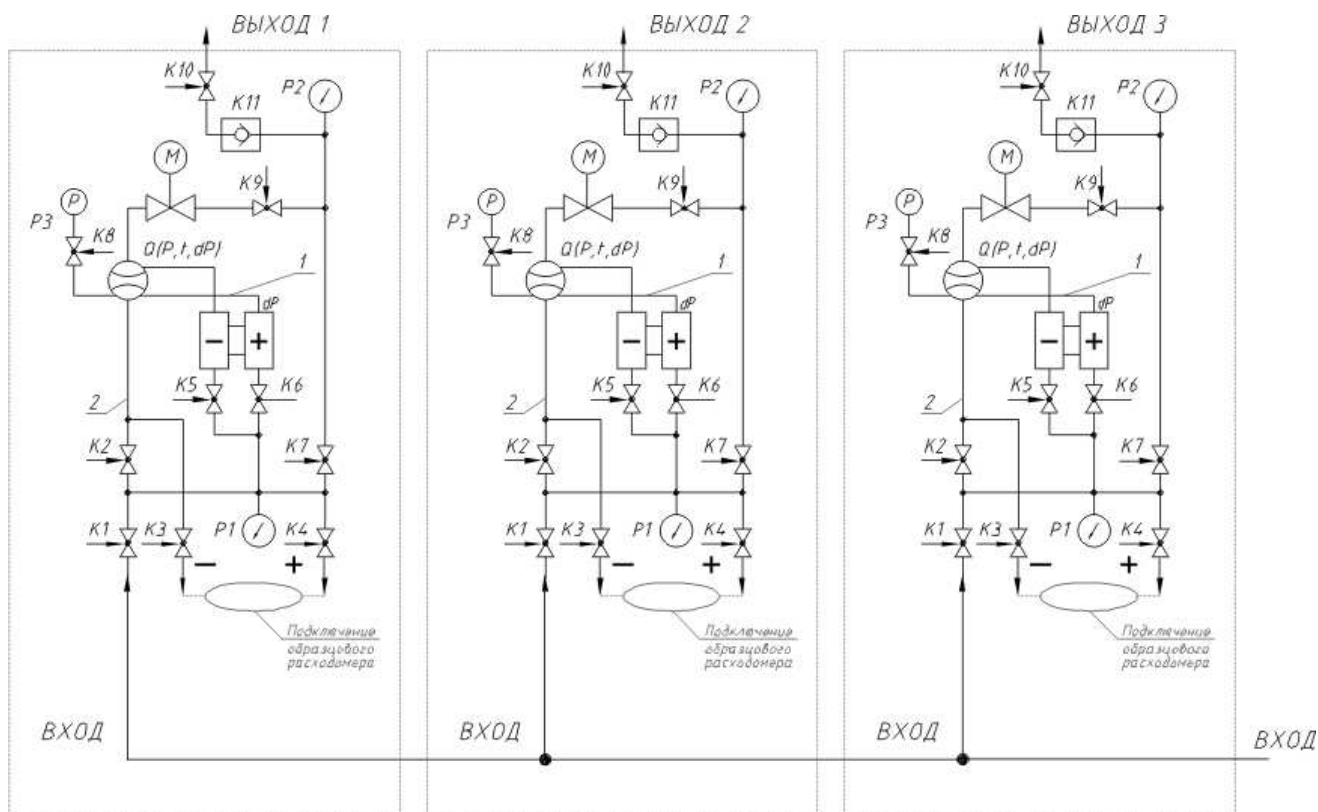 ВЫХОД 1
K10
P2
K11
M
K9
P
P3
K8
Q(P,t,dP)
1
dP
−
+
K5
K6
2
K2
K7
K1
K3
P1
K4
−
+
Подключение
образцового
расходомера
ВХОД
ВЫХОД 2
K10
P2
K11
M
K9
P
P3
K8
Q(P,t,dP)
1
dP
−
+
K5
K6
2
K2
K7
K1
K3
P1
K4
−
+
Подключение
образцового
расходомера
ВХОД
ВЫХОД 3
K10
P2
K11
M
K9
P
P3
K8
Q(P,t,dP)
1
dP
−
+
K5
K6
2
K2
K7
K1
K3
P1
K4
−
+
Подключение
образцового
расходомера
ВХОД
ВХОД